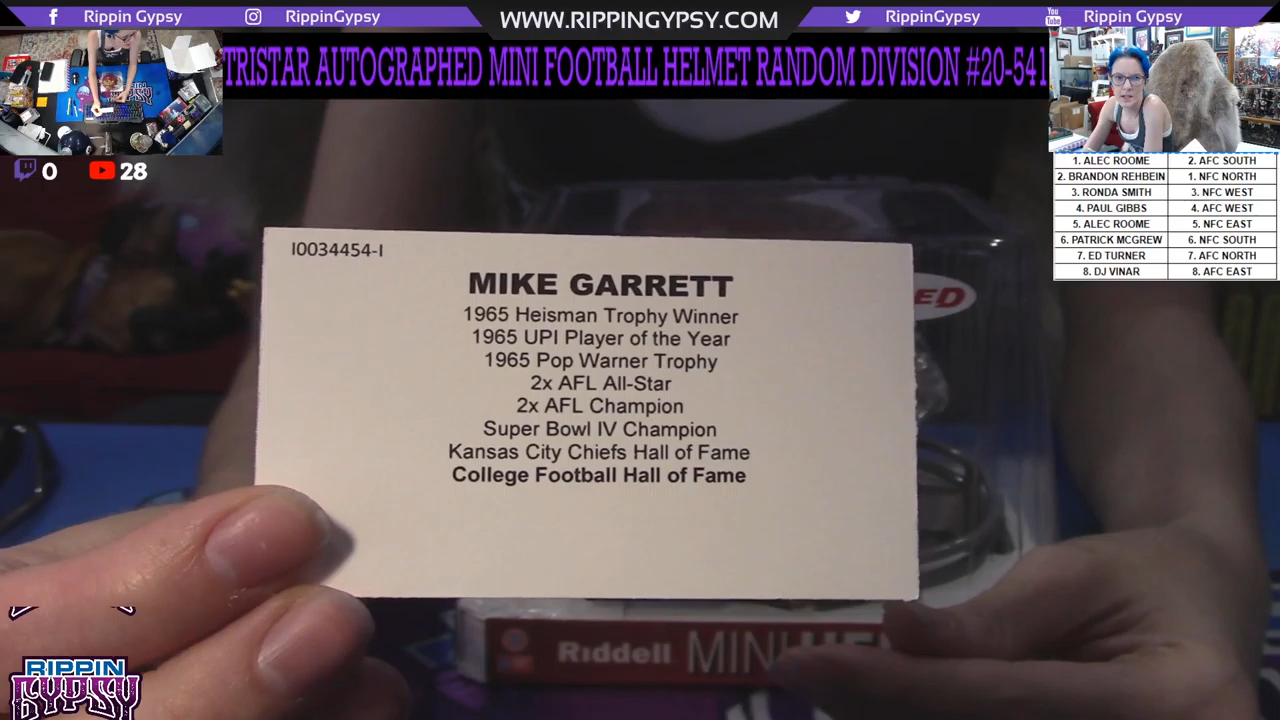 Rippin Gypsy
RippinGypsy
WWW.RIPPINGYPSY.COM
RippinGypsy
You Tube
Rippin Gypsy
TRISTAR AUTOGRAPHED MINI FOOTBALL HELMET RANDOM DIVISION #20-541
0
28
1. ALEC ROOME 2. AFC SOUTH
2. BRANDON REHBEIN 1. NFC NORTH
3. RONDA SMITH 3. NFC WEST
4. PAUL GIBBS 4. AFC WEST
5. ALEC ROOME 5. NFC EAST
6. PATRICK MCGREW 6. NFC SOUTH
7. ED TURNER 7. AFC NORTH
8. DJ VINAR 8. AFC EAST
I0034454-I
MIKE GARRETT
1965 Heisman Trophy Winner
1965 UPI Player of the Year
1965 Pop Warner Trophy
2x AFL All-Star
2x AFL Champion
Super Bowl IV Champion
Kansas City Chiefs Hall of Fame
College Football Hall of Fame
Riddell MINI
RIPPIN
GYPSY